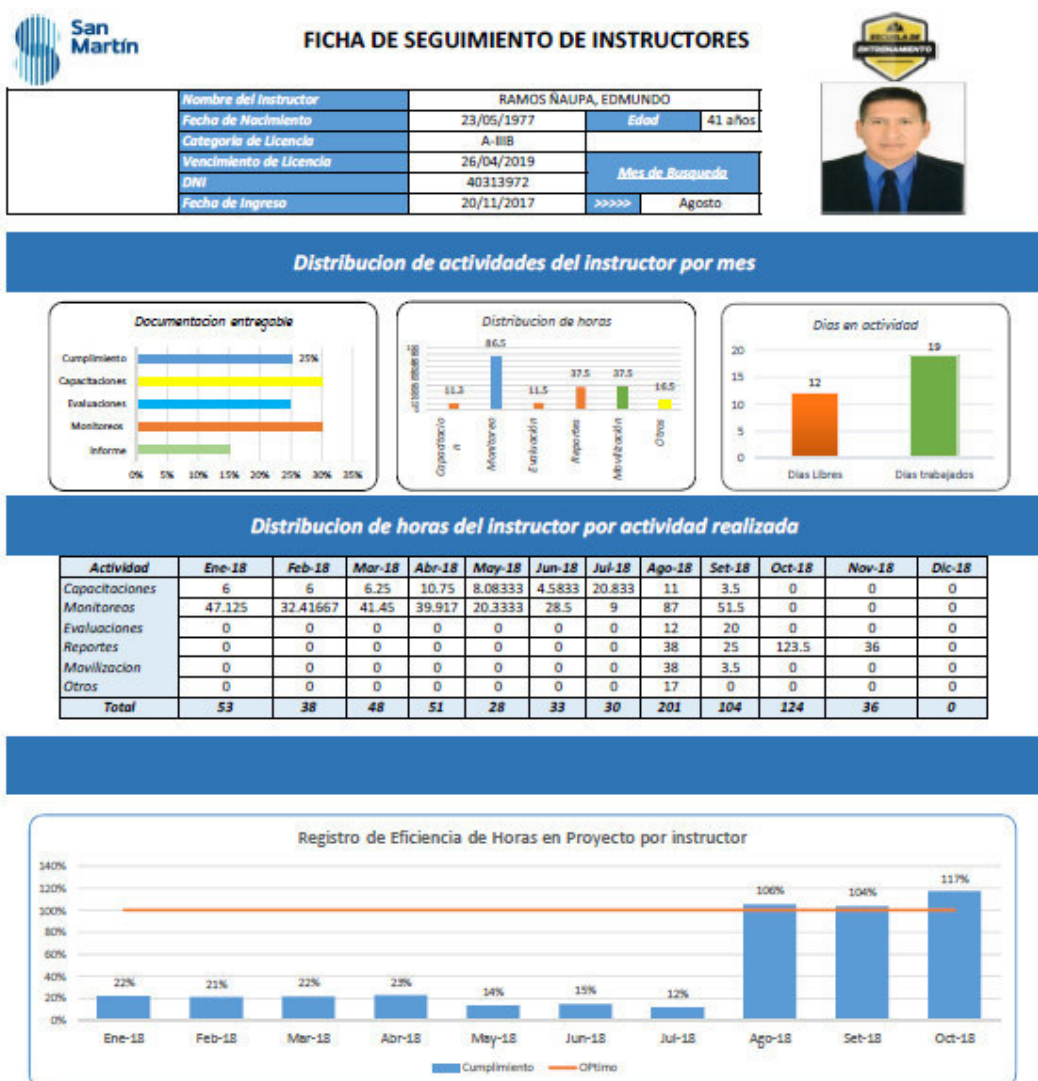 San
Martín
FICHA DE SEGUIMIENTO DE INSTRUCTORES
ESCUELA DE
ENTRENAMIENTO
Nombre del Instructor RAMOS ÑAUPA, EDMUNDO
Fecha de Nacimiento 23/05/1977 Edad 41 años
Categoria de Licencia A-IIIB
Vencimiento de Licencia 26/04/2019 Mes de Busqueda
DNI 40313972
Fecha de Ingreso 20/11/2017 >>>>> Agosto
Distribucion de actividades del instructor por mes
Documentacion entregable
Cumplimiento 25%
Capacitaciones
Evaluaciones
Monitoreos
Informe
0% 5% 10% 15% 20% 25% 30% 35%
Distribucion de horas
11.3 86.5 11.5 37.5 37.5 16.5
Capacitacio
n
Monitoreo
Evaluación
Reportes
Movilización
Otros
Dias en actividad
20
15
10
5
0
12 19
Dias Libres Dias trabajados
Distribucion de horas del instructor por actividad realizada
Actividad Ene-18 Feb-18 Mar-18 Abr-18 May-18 Jun-18 Jul-18 Ago-18 Set-18 Oct-18 Nov-18 Dic-18
Capacitaciones 6 6 6.25 10.75 8.08333 4.5833 20.833 11 3.5 0 0 0
Monitoreos 47.125 32.41667 41.45 39.917 20.3333 28.5 9 87 51.5 0 0 0
Evaluaciones 0 0 0 0 0 0 0 12 20 0 0 0
Reportes 0 0 0 0 0 0 0 38 25 123.5 36 0
Movilizacion 0 0 0 0 0 0 0 38 3.5 0 0 0
Otros 0 0 0 0 0 0 0 17 0 0 0 0
Total 53 38 48 51 28 33 30 201 104 124 36 0
Registro de Eficiencia de Horas en Proyecto por instructor
140%
120%
100%
80%
60%
40%
20%
0%
22% 21% 22% 23% 14% 15% 12% 106% 104% 117%
Ene-18 Feb-18 Mar-18 Abr-18 May-18 Jun-18 Jul-18 Ago-18 Set-18 Oct-18
Cumplimiento OPtimo